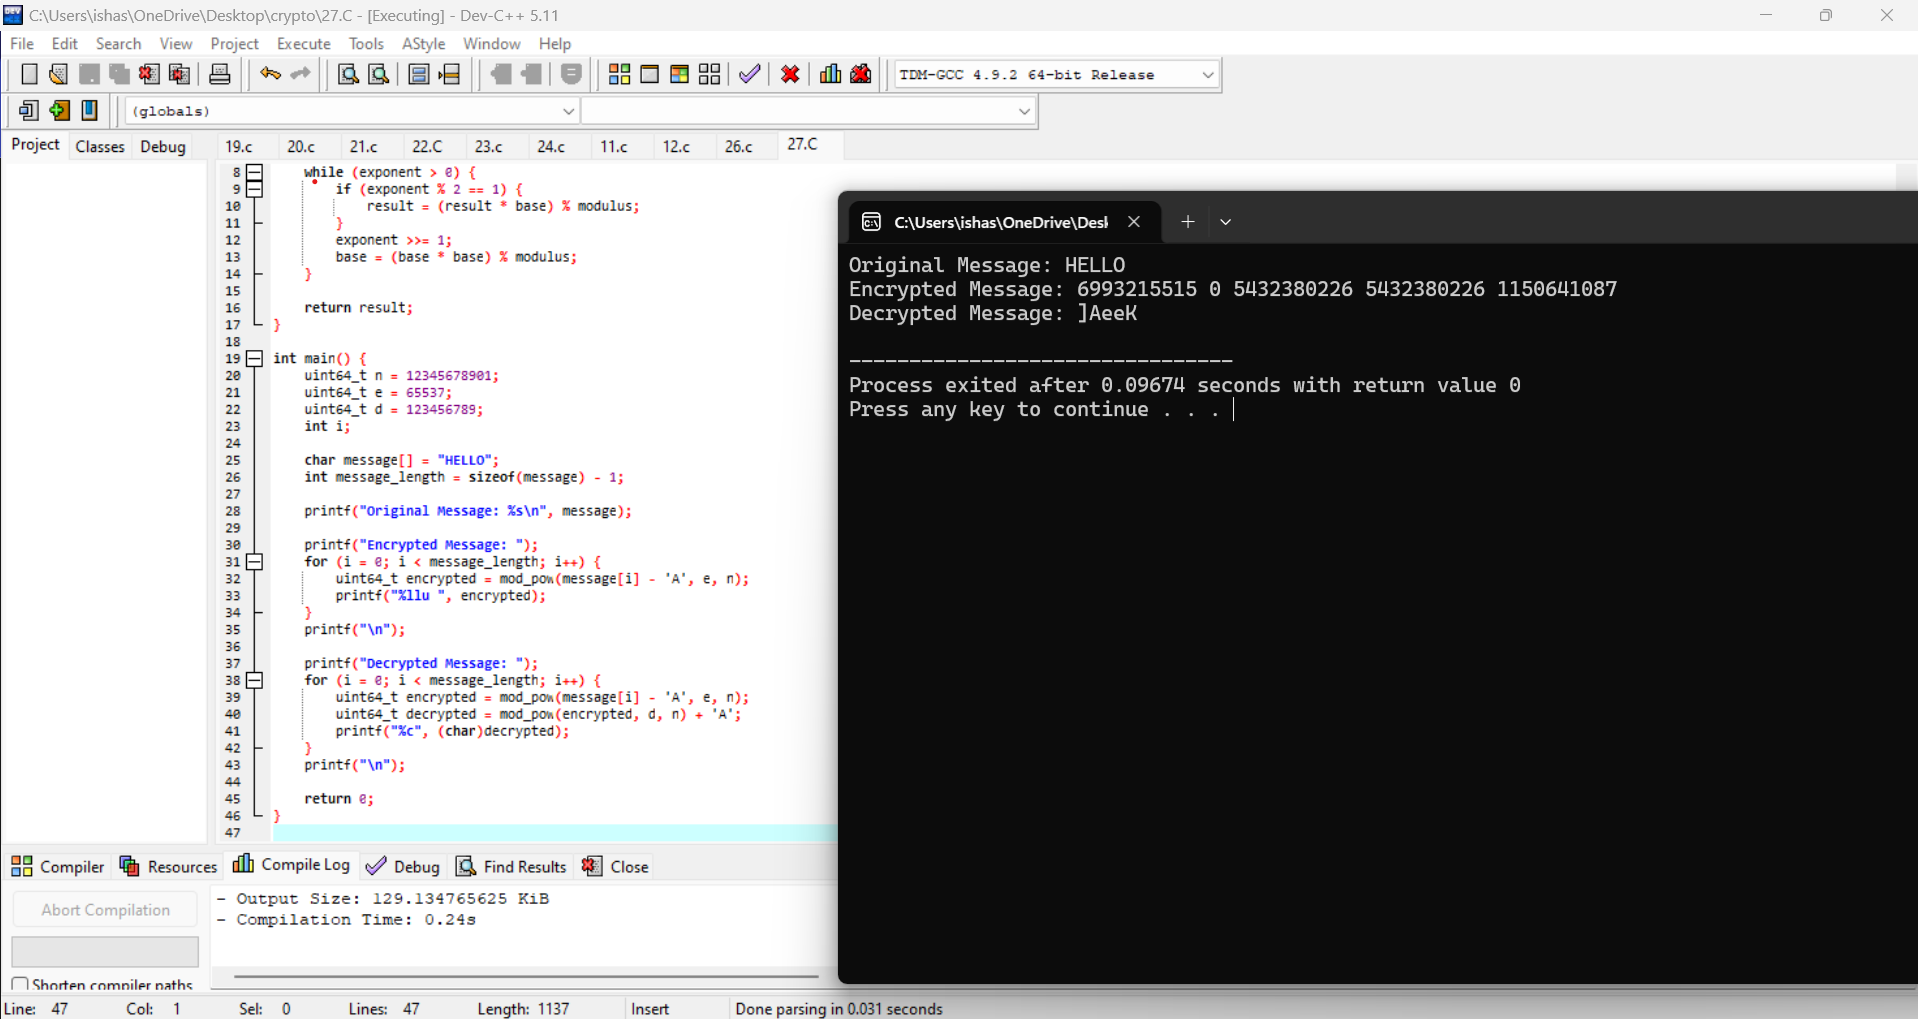 C:\Users\ishas\OneDrive\Desktop\crypto\27.C - [Executing] - Dev-C++ 5.11
File Edit Search View Project Execute Tools AStyle Window Help
TDM-GCC 4.9.2 64-bit Release
(globals)
Project Classes Debug
19.c 20.c 21.c 22.C 23.c 24.c 11.c 12.c 26.c 27.C
8 while (exponent > 0) {
9 if (exponent % 2 == 1) {
10 result = (result * base) % modulus;
11 }
12 exponent >>= 1;
13 base = (base * base) % modulus;
14 }
15
16 return result;
17 }
18
19 int main() {
20 uint64_t n = 12345678901;
21 uint64_t e = 65537;
22 uint64_t d = 123456789;
23 int i;
24
25 char message[] = "HELLO";
26 int message_length = sizeof(message) - 1;
27
28 printf("Original Message: %s\n", message);
29
30 printf("Encrypted Message: ");
31 for (i = 0; i < message_length; i++) {
32 uint64_t encrypted = mod_pow(message[i] - 'A', e, n);
33 printf("%llu ", encrypted);
34 }
35 printf("\n");
36
37 printf("Decrypted Message: ");
38 for (i = 0; i < message_length; i++) {
39 uint64_t encrypted = mod_pow(message[i] - 'A', e, n);
40 uint64_t decrypted = mod_pow(encrypted, d, n) + 'A';
41 printf("%c", (char)decrypted);
42 }
43 printf("\n");
44
45 return 0;
46 }
47
C:\Users\ishas\OneDrive\Desk
Original Message: HELLO
Encrypted Message: 6993215515 0 5432380226 5432380226 1150641087
Decrypted Message: ]AeeK
--------------------------------
Process exited after 0.09674 seconds with return value 0
Press any key to continue . . .
Compiler Resources Compile Log Debug Find Results Close
Abort Compilation
Shorten compiler paths
- Output Size: 129.134765625 KiB
- Compilation Time: 0.24s
Line: 47 Col: 1 Sel: 0 Lines: 47 Length: 1137 Insert Done parsing in 0.031 seconds